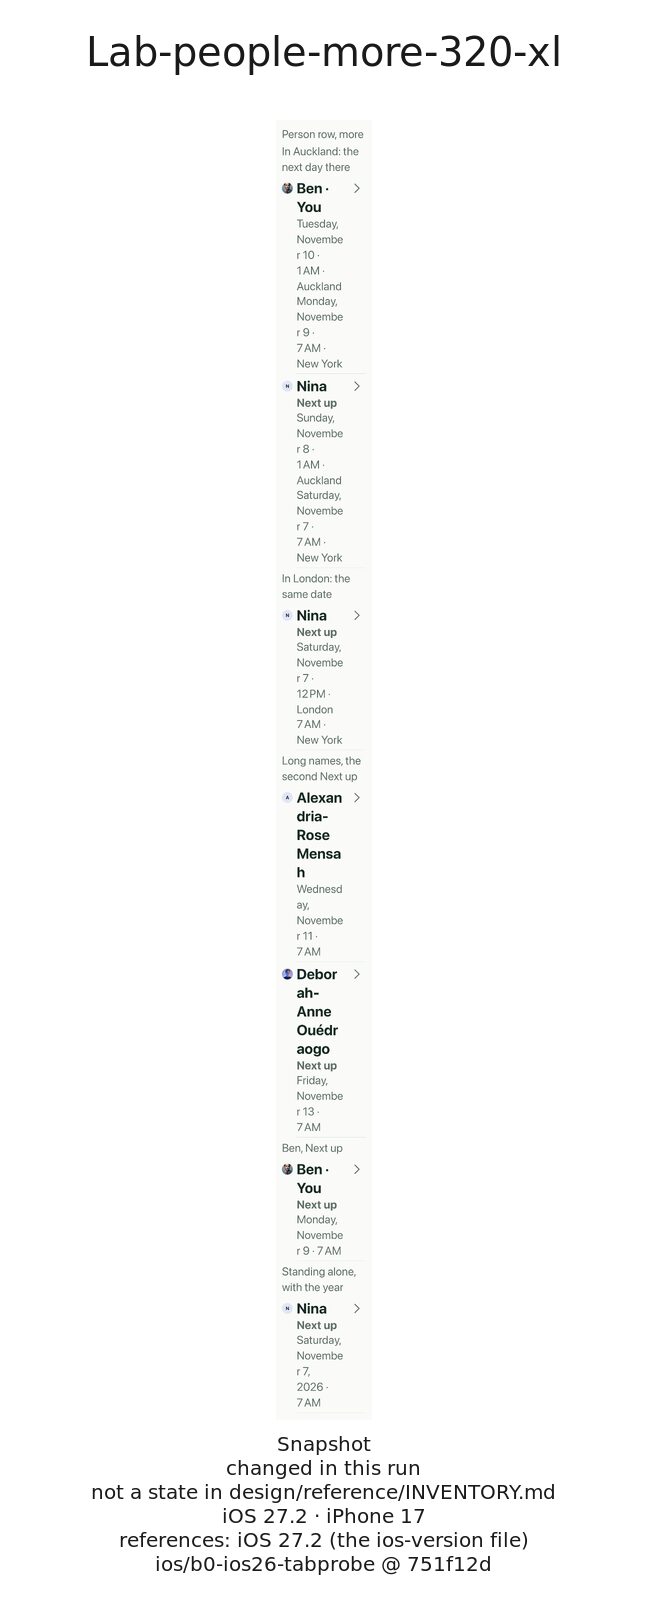 Lab-people-more-320-xl
Person row, more
In Auckland: the
next day there
Ben ·
You
Tuesday,
Novembe
r 10 ·
1 AM ·
Auckland
Monday,
Novembe
r 9 ·
7 AM ·
New York
N
Nina
Next up
Sunday,
Novembe
r 8 ·
1 AM ·
Auckland
Saturday,
Novembe
r 7 ·
7 AM ·
New York
In London: the
same date
N
Nina
Next up
Saturday,
Novembe
r 7 ·
12 PM ·
London
7 AM ·
New York
Long names, the
second Next up
A
Alexan
dria-
Rose
Mensa
h
Wednesd
ay,
Novembe
r 11 ·
7 AM
Debor
ah-
Anne
Ouédr
aogo
Next up
Friday,
Novembe
r 13 ·
7 AM
Ben, Next up
Ben ·
You
Next up
Monday,
Novembe
r 9 · 7 AM
Standing alone,
with the year
N
Nina
Next up
Saturday,
Novembe
r 7,
2026 ·
7 AM
Snapshot
changed in this run
not a state in design/reference/INVENTORY.md
iOS 27.2 · iPhone 17
references: iOS 27.2 (the ios-version file)
ios/b0-ios26-tabprobe @ 751f12d